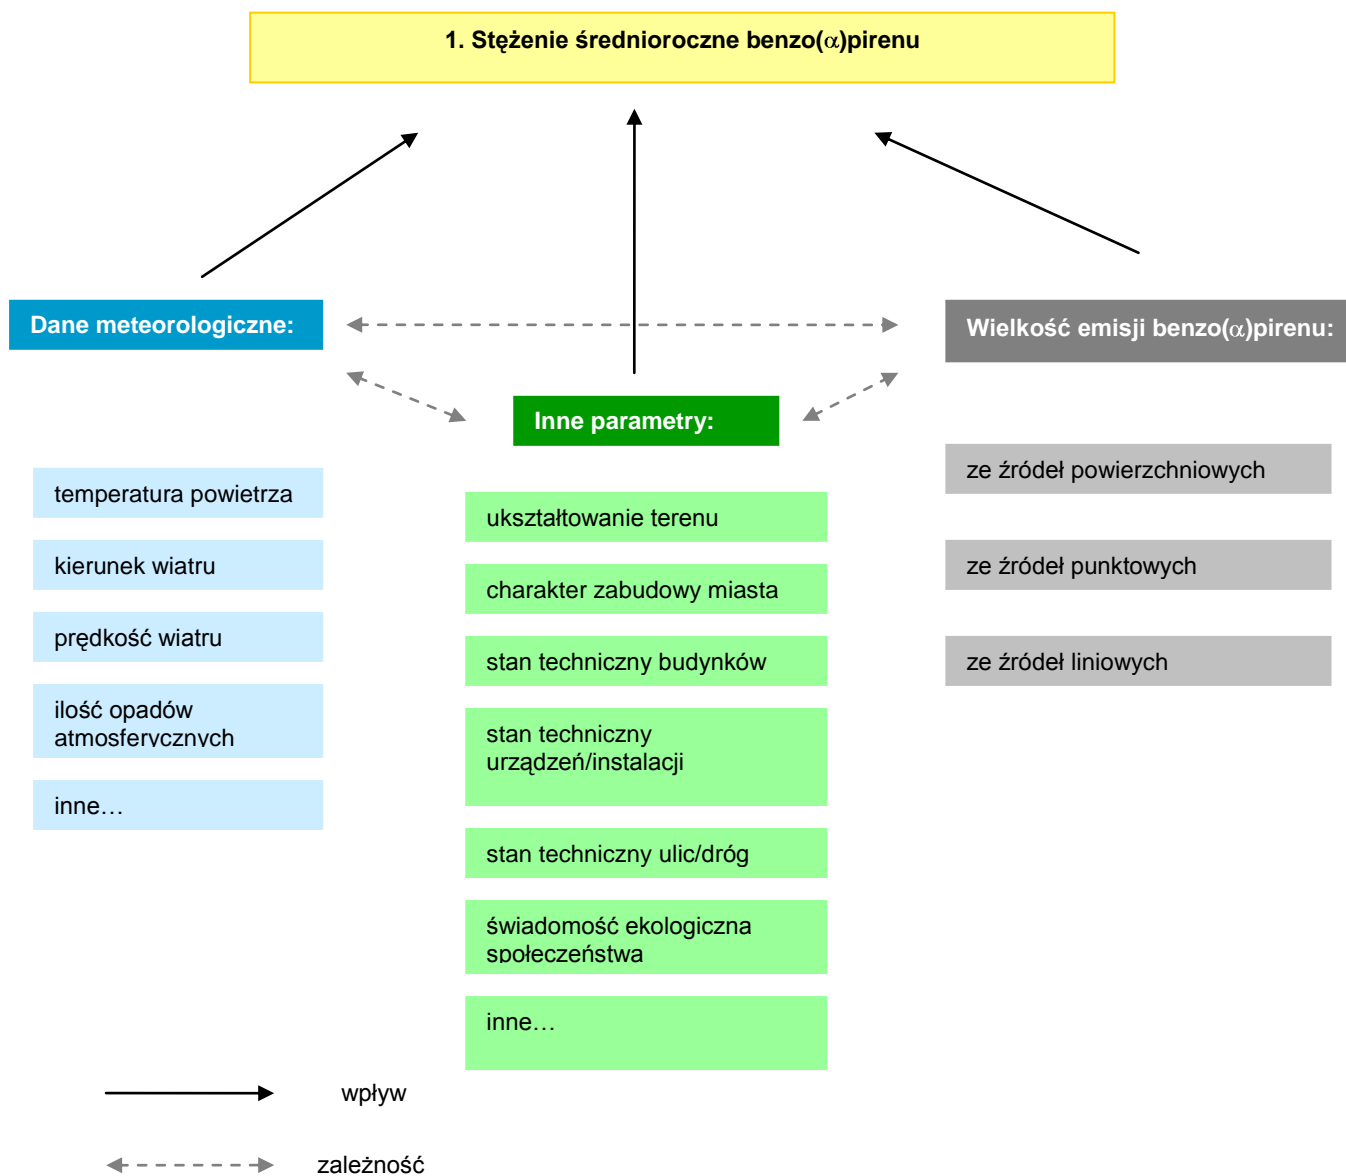 1. Stężenie średnioroczne benzo(α)pirenu
Dane meteorologiczne:
temperatura powietrza
kierunek wiatru
prędkość wiatru
ilość opadów
atmosferycznych
inne…
Inne parametry:
ukształtowanie terenu
charakter zabudowy miasta
stan techniczny budynków
stan techniczny
urządzeń/instalacji
stan techniczny ulic/dróg
świadomość ekologiczna
społeczeństwa
inne…
Wielkość emisji benzo(α)pirenu:
ze źródeł powierzchniowych
ze źródeł punktowych
ze źródeł liniowych
wpływ
zależność